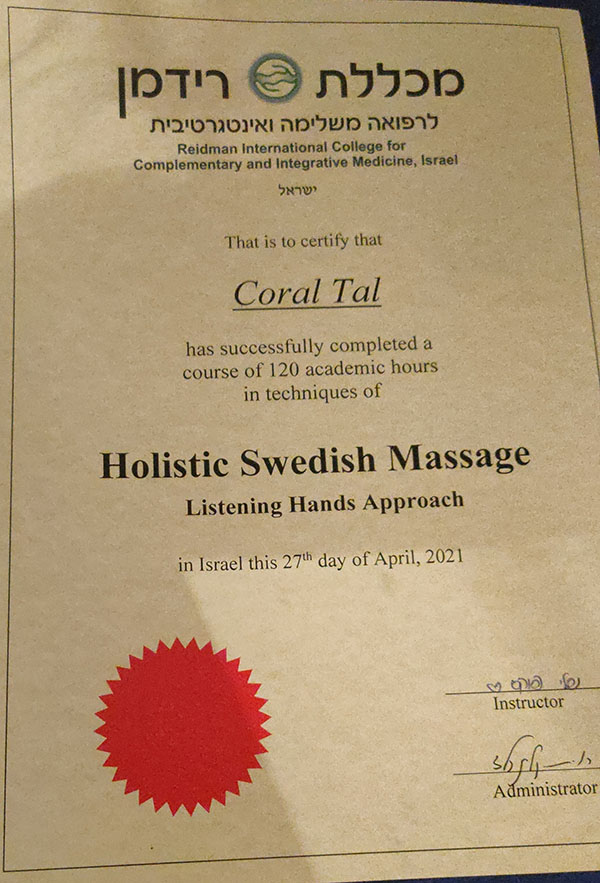 מכללת רידמן
לרפואה משלימה ואינטגרטיבית
Reidman International College for
Complementary and Integrative Medicine, Israel
ישראל
That is to certify that
Coral Tal
has successfully completed a
course of 120 academic hours
in techniques of
Holistic Swedish Massage
Listening Hands Approach
in Israel this 27th day of April, 2021
Instructor
Administrator